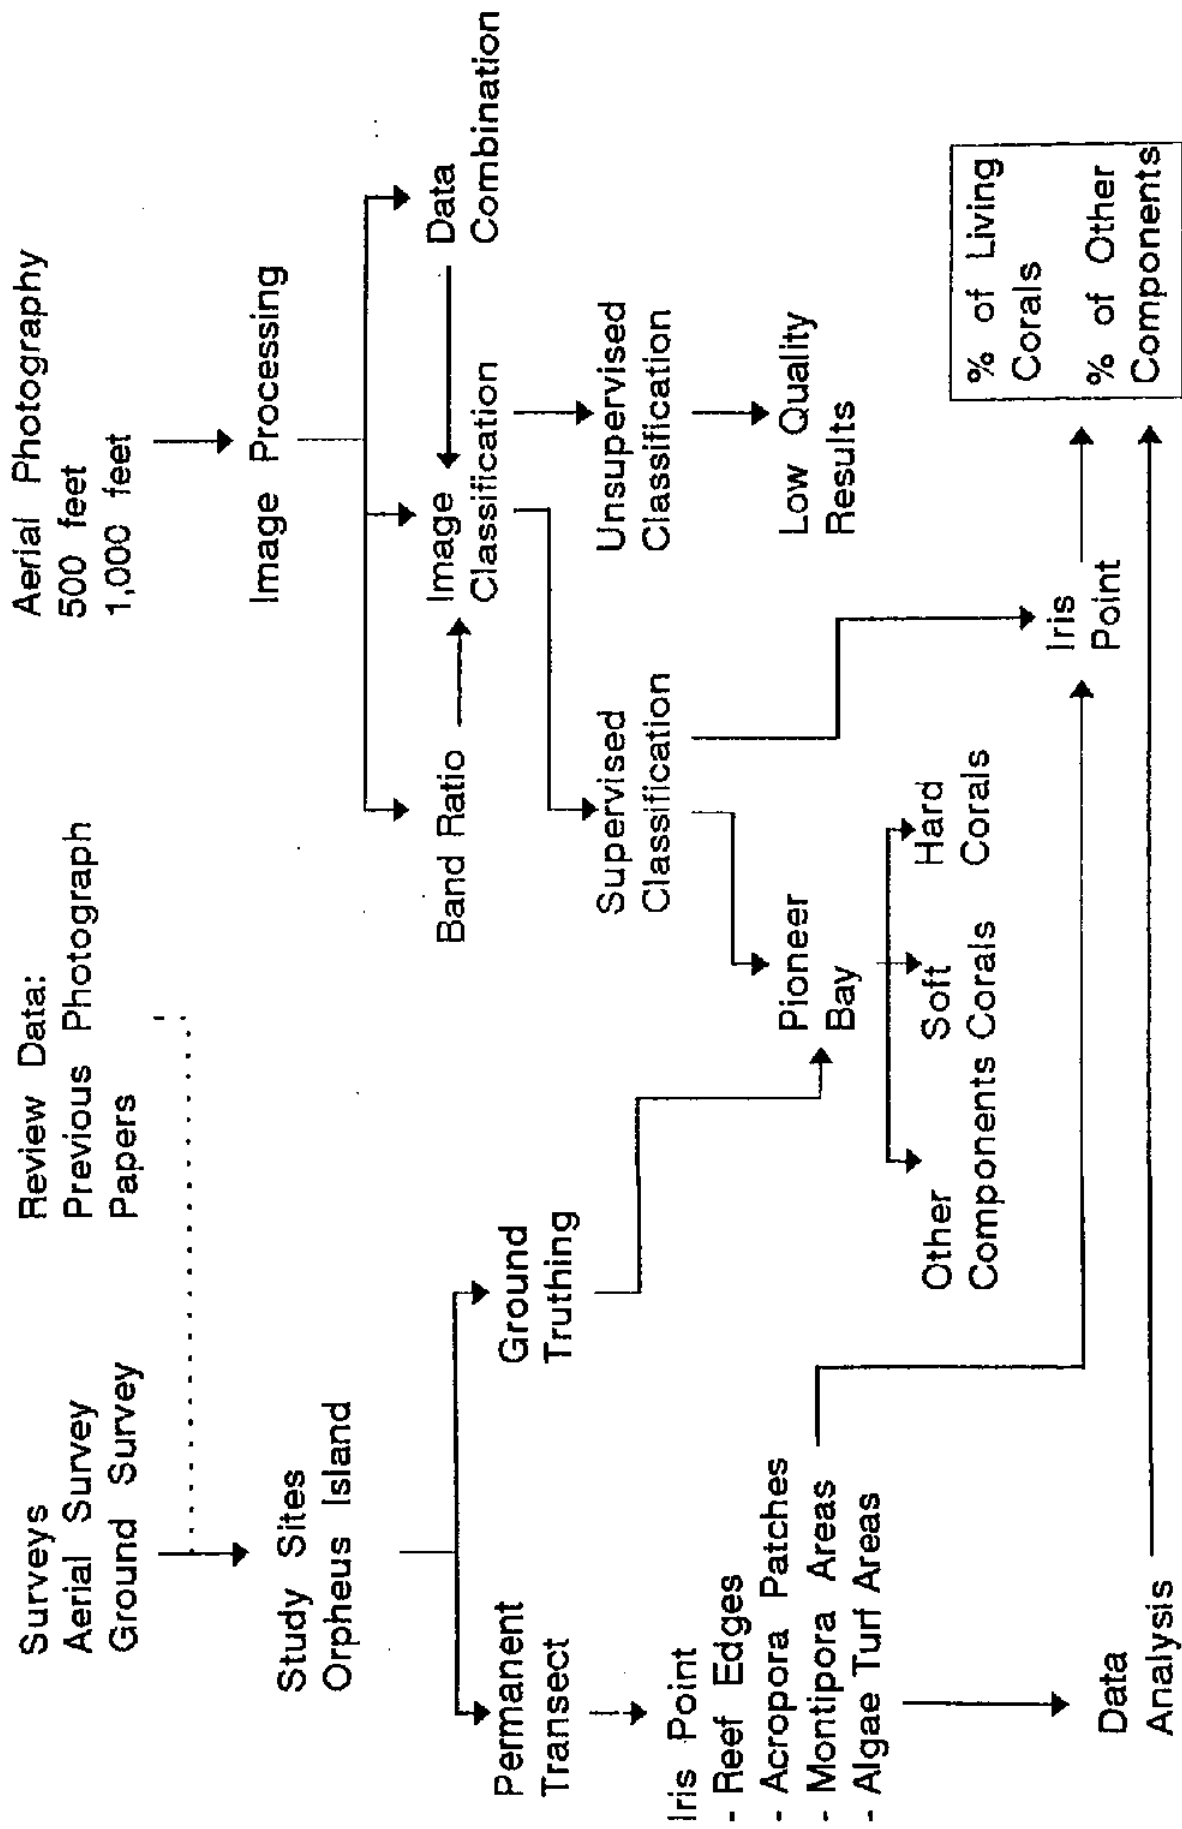 Surveys
Aerial Survey
Ground Survey
Review Data:
Previous Photograph
Papers
Aerial Photography
500 feet
1,000 feet
Study Sites
Orpheus Island
Image Processing
Permanent
Transect
Ground
Truthing
Band Ratio
Image
Classification
Data
Combination
Supervised
Classification
Unsupervised
Classification
Iris Point
- Reef Edges
- Acropora Patches
- Montipora Areas
- Algae Turf Areas
Pioneer
Bay
Low Quality
Results
Other
Components
Soft
Corals
Hard
Corals
Iris
Point
Data
Analysis
% of Living
Corals
% of Other
Components